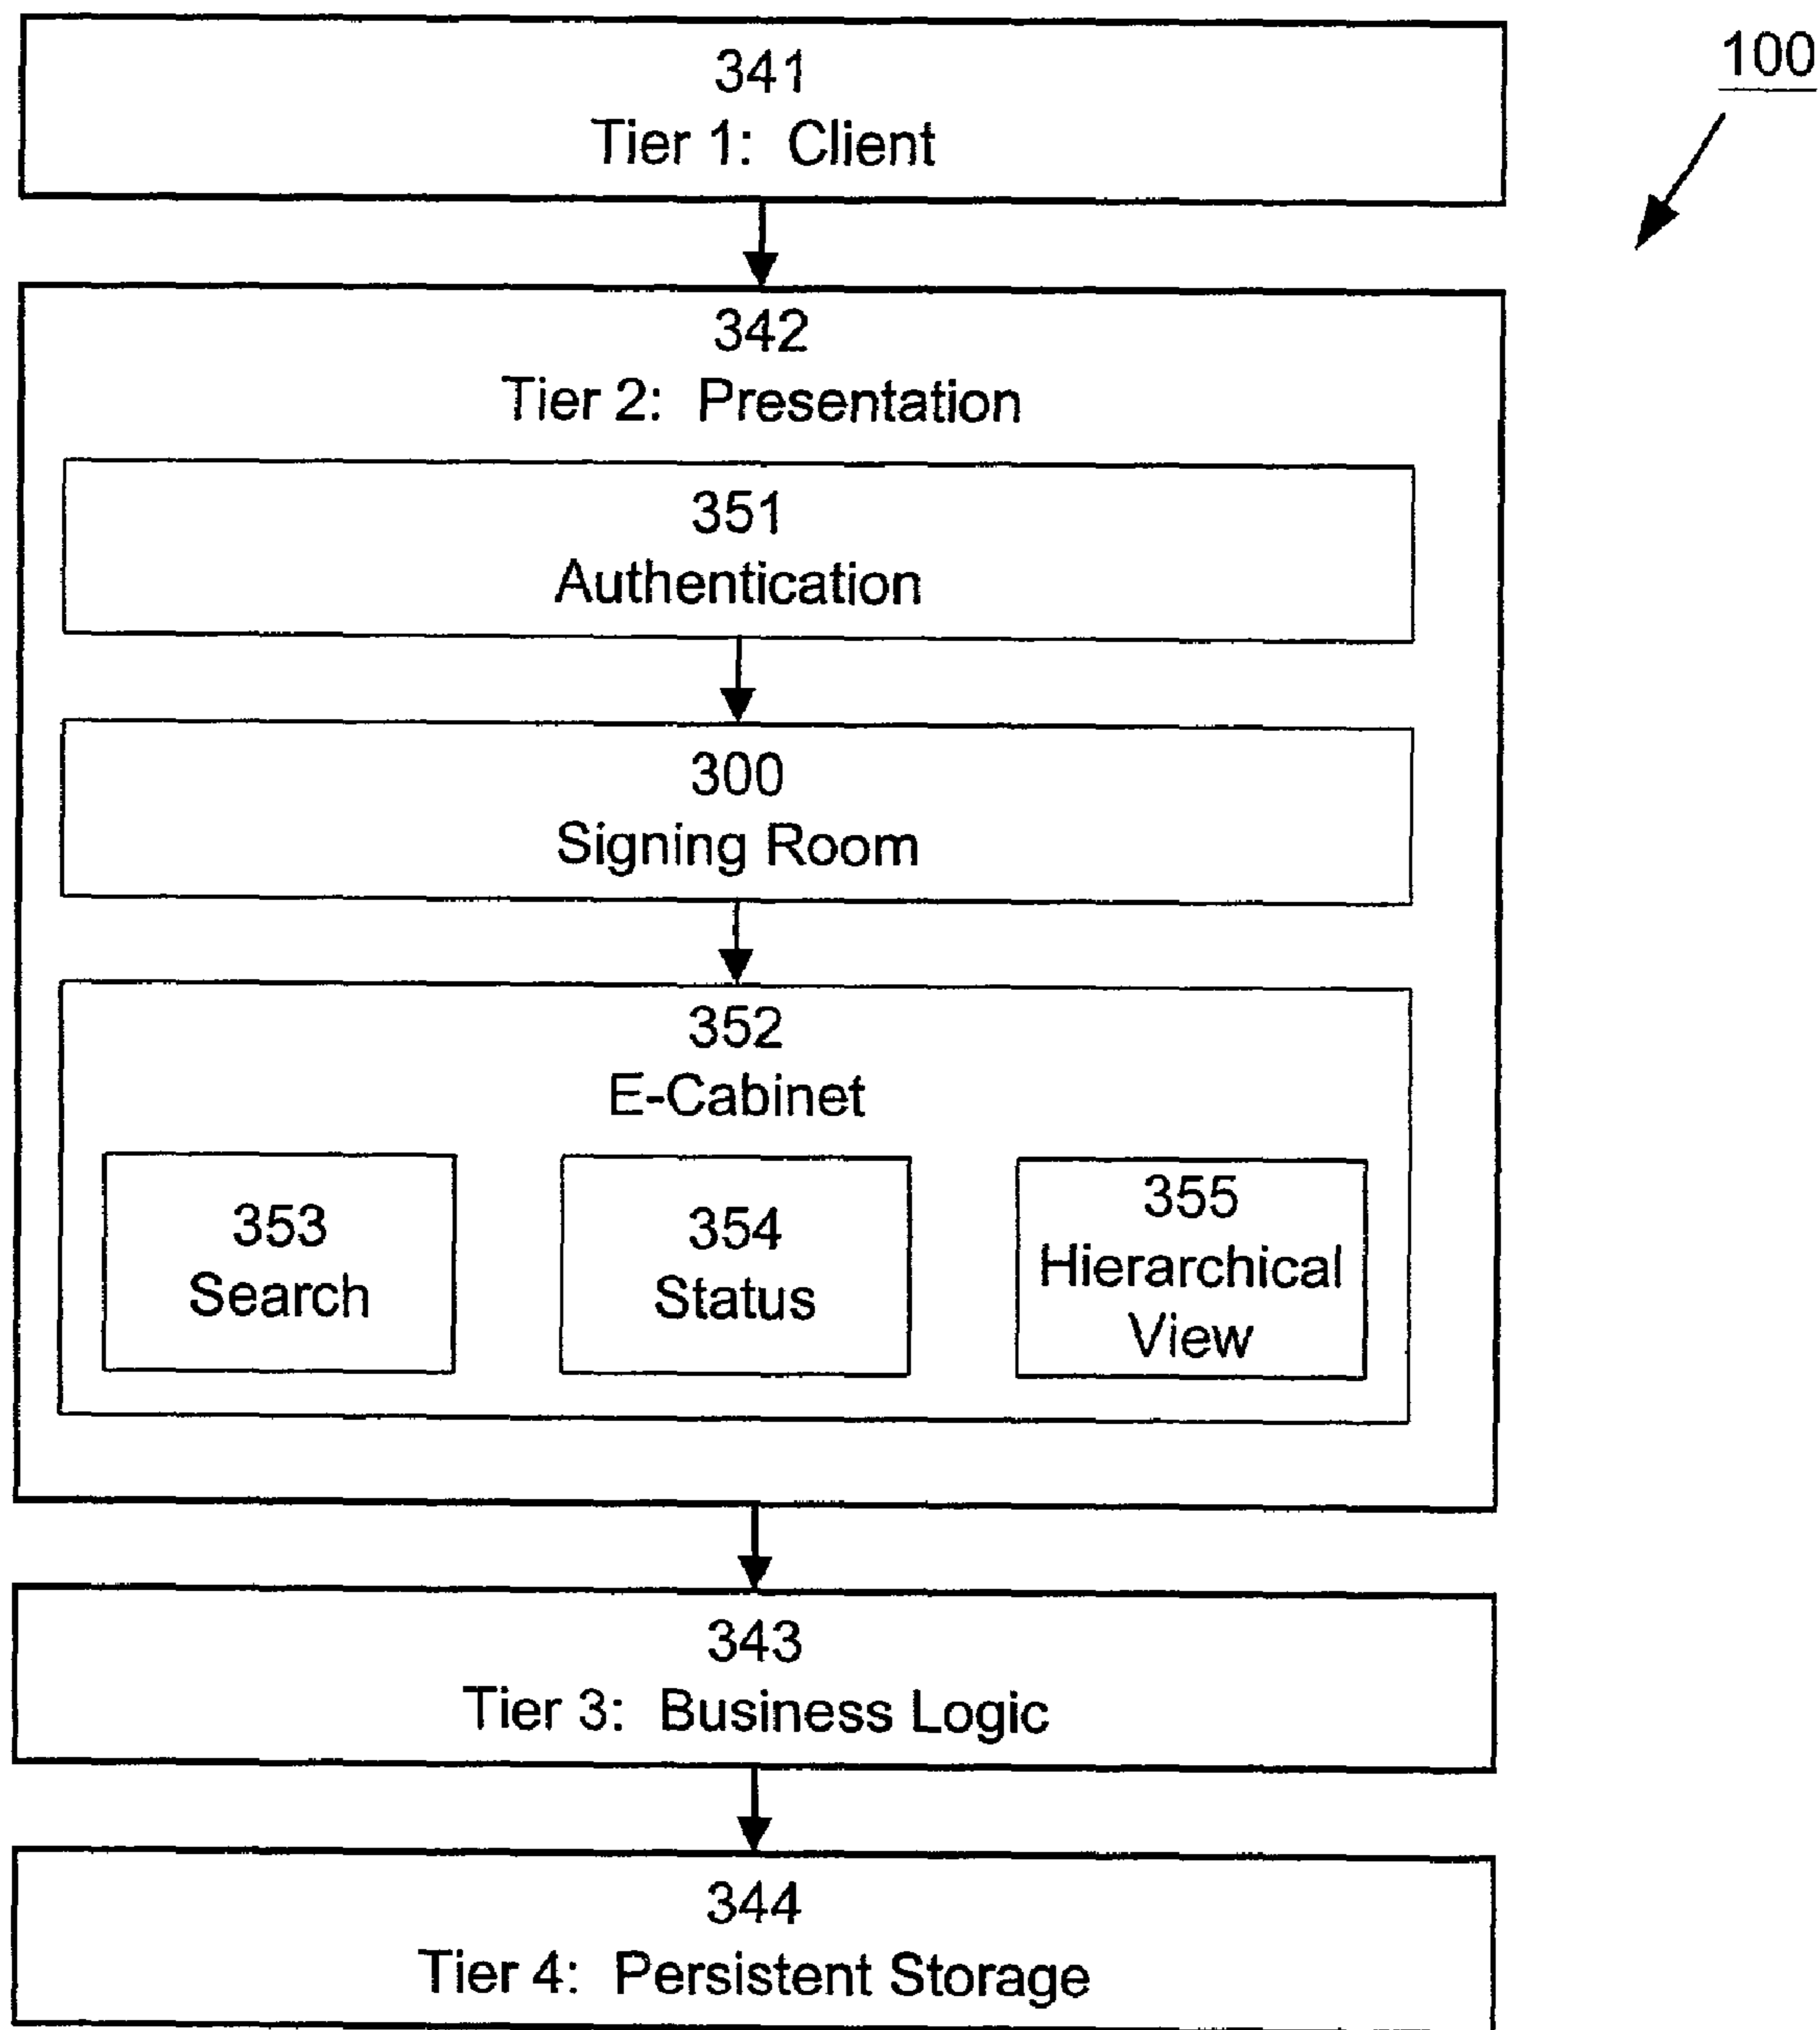 341
Tier 1: Client
100
342
Tier 2: Presentation
351
Authentication
300
Signing Room
352
E-Cabinet
353
Search
354
Status
355
Hierarchical
View
343
Tier 3: Business Logic
344
Tier 4: Persistent Storage